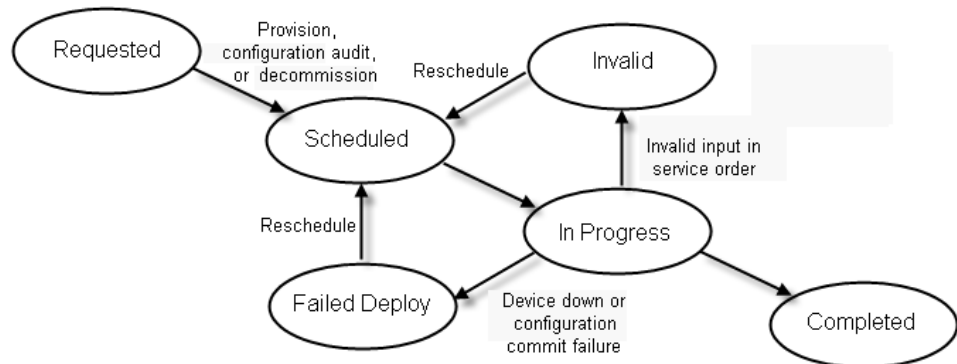 Requested
Provision,
configuration audit,
or decommission
Reschedule
Invalid
Scheduled
Invalid input in
service order
Reschedule
In Progress
Failed Deploy
Device down or
configuration
commit failure
Completed